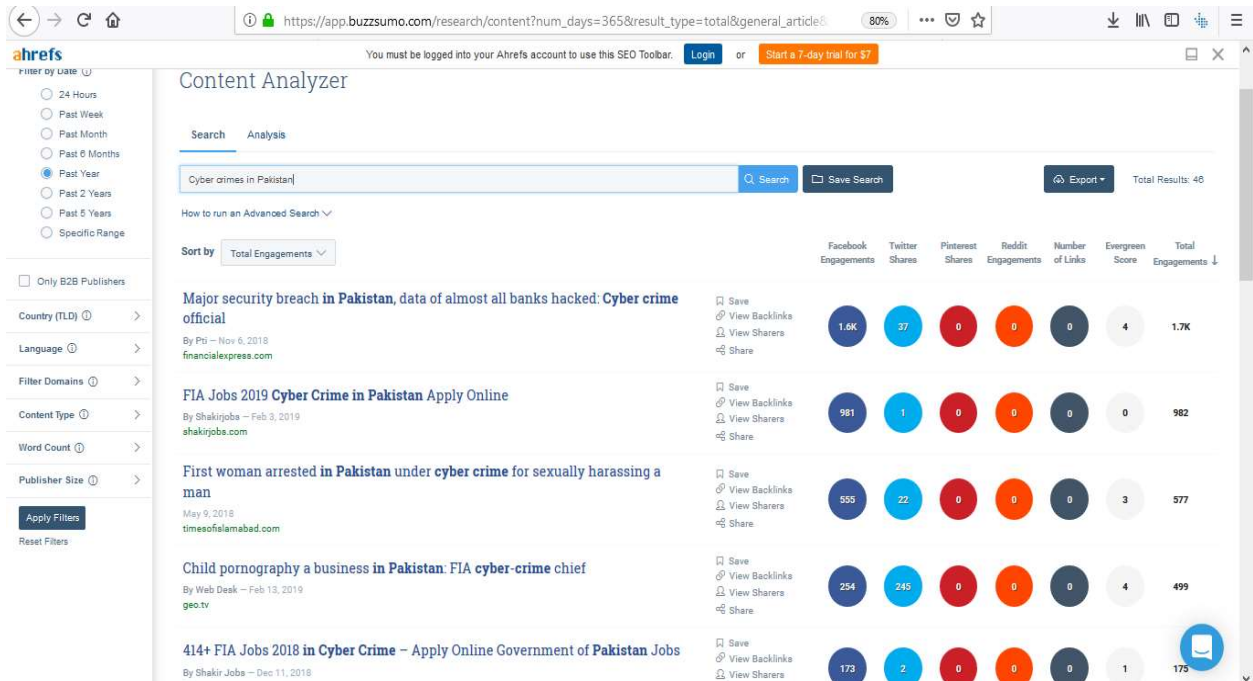 https://app.buzzsumo.com/research/content?num_days=365&result_type=total&general_article&
80%
ahrefs
You must be logged into your Ahrefs account to use this SEO Toolbar. Login or Start a 7-day trial for $7
Filter by Date
24 Hours
Past Week
Past Month
Past 6 Months
Past Year
Past 2 Years
Past 5 Years
Specific Range
Only B2B Publishers
Country (TLD)
Language
Filter Domains
Content Type
Word Count
Publisher Size
Apply Filters
Reset Filters
Content Analyzer
Search Analysis
Cyber crimes in Pakistan
Search
Save Search
Export
Total Results: 46
How to run an Advanced Search
Sort by Total Engagements
Facebook Engagements
Twitter Shares
Pinterest Shares
Reddit Engagements
Number of Links
Evergreen Score
Total Engagements
Major security breach in Pakistan, data of almost all banks hacked: Cyber crime
official
By Pti – Nov 6, 2018
financialexpress.com
Save
View Backlinks
View Sharers
Share
1.6K 37 0 0 0 4 1.7K
FIA Jobs 2019 Cyber Crime in Pakistan Apply Online
By Shakirjobs – Feb 3, 2019
shakirjobs.com
Save
View Backlinks
View Sharers
Share
981 1 0 0 0 0 982
First woman arrested in Pakistan under cyber crime for sexually harassing a
man
May 9, 2018
timesofislamabad.com
Save
View Backlinks
View Sharers
Share
555 22 0 0 0 3 577
Child pornography a business in Pakistan: FIA cyber-crime chief
By Web Desk – Feb 13, 2019
geo.tv
Save
View Backlinks
View Sharers
Share
254 245 0 0 0 4 499
414+ FIA Jobs 2018 in Cyber Crime – Apply Online Government of Pakistan Jobs
By Shakir Jobs – Dec 11, 2018
Save
View Backlinks
View Sharers
173 2 0 0 0 1 175